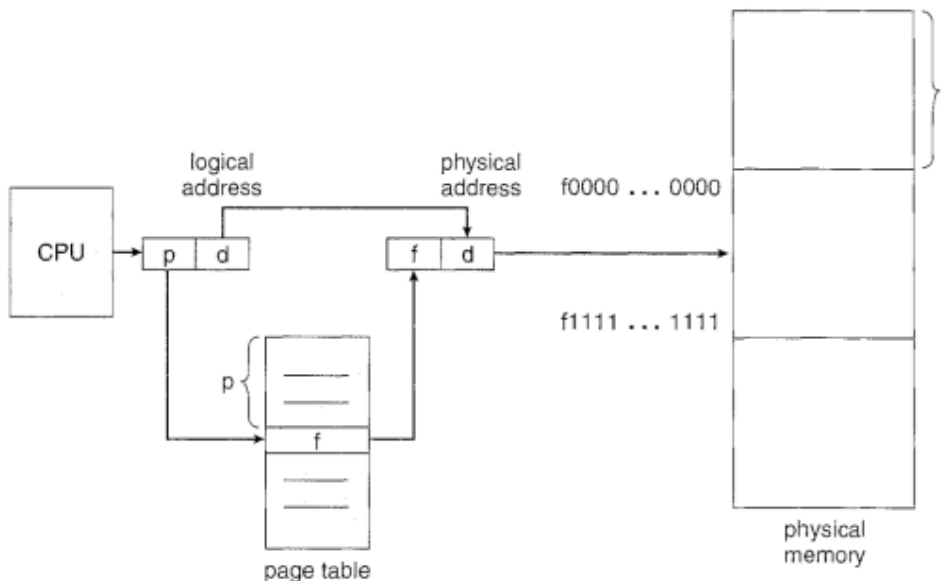 logical
address
physical
address
f0000 ... 0000
CPU
p
d
f
d
f1111 ... 1111
p
f
physical
memory
page table